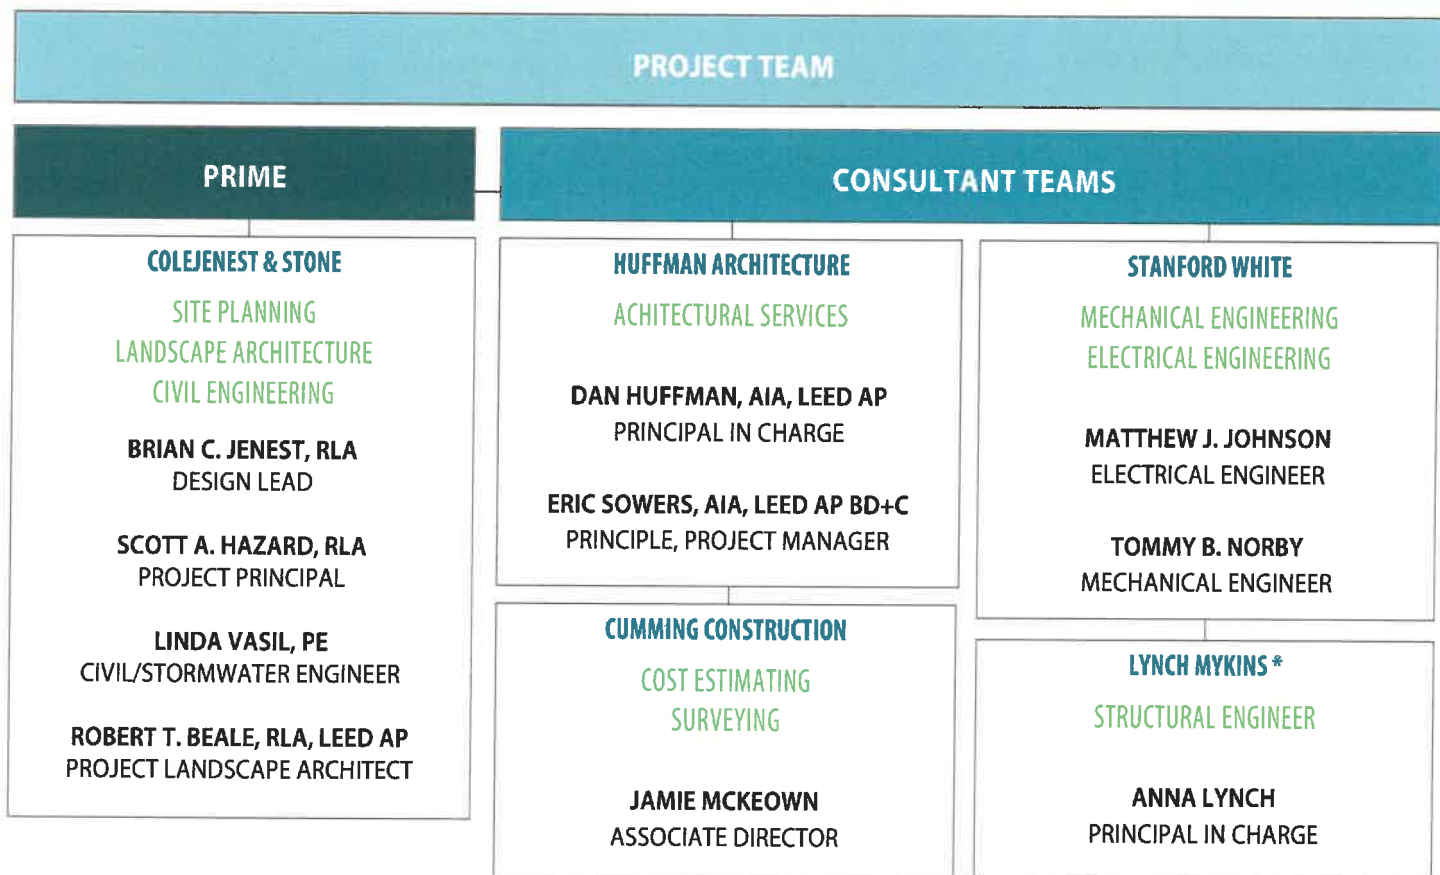 PROJECT TEAM
PRIME
CONSULTANT TEAMS
COLEJENEST & STONE
SITE PLANNING
LANDSCAPE ARCHITECTURE
CIVIL ENGINEERING
BRIAN C. JENEST, RLA
DESIGN LEAD
SCOTT A. HAZARD, RLA
PROJECT PRINCIPAL
LINDA VASIL, PE
CIVIL/STORMWATER ENGINEER
ROBERT T. BEALE, RLA, LEED AP
PROJECT LANDSCAPE ARCHITECT
HUFFMAN ARCHITECTURE
ACHITECTURAL SERVICES
DAN HUFFMAN, AIA, LEED AP
PRINCIPAL IN CHARGE
ERIC SOWERS, AIA, LEED AP BD+C
PRINCIPLE, PROJECT MANAGER
CUMMING CONSTRUCTION
COST ESTIMATING
SURVEYING
JAMIE MCKEOWN
ASSOCIATE DIRECTOR
STANFORD WHITE
MECHANICAL ENGINEERING
ELECTRICAL ENGINEERING
MATTHEW J. JOHNSON
ELECTRICAL ENGINEER
TOMMY B. NORBY
MECHANICAL ENGINEER
LYNCH MYKINS *
STRUCTURAL ENGINEER
ANNA LYNCH
PRINCIPAL IN CHARGE